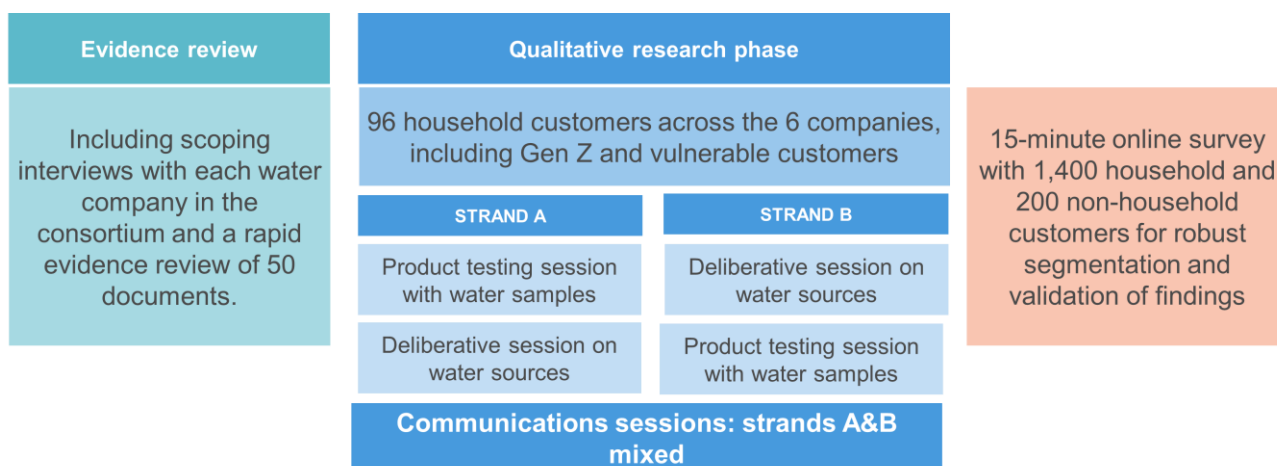 Evidence review
Including scoping
interviews with each water
company in the
consortium and a rapid
evidence review of 50
documents.
Qualitative research phase
96 household customers across the 6 companies,
including Gen Z and vulnerable customers
STRAND A
Product testing session
with water samples
Deliberative session on
water sources
STRAND B
Deliberative session on
water sources
Product testing session
with water samples
Communications sessions: strands A&B
mixed
15-minute online survey
with 1,400 household and
200 non-household
customers for robust
segmentation and
validation of findings